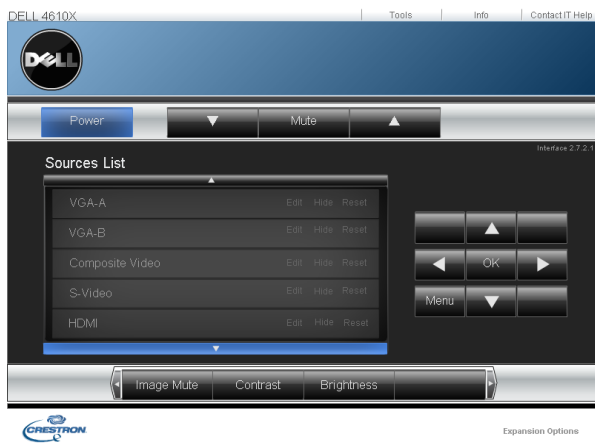 DELL 4610X Tools Info Contact IT Help
DELL
Power Mute
Interface 2.7.2.1
Sources List
VGA-A Edit Hide Reset
VGA-B Edit Hide Reset
Composite Video Edit Hide Reset
OK
S-Video Edit Hide Reset
Menu
HDMI Edit Hide Reset
Image Mute Contrast Brightness
CRESTRON Expansion Options